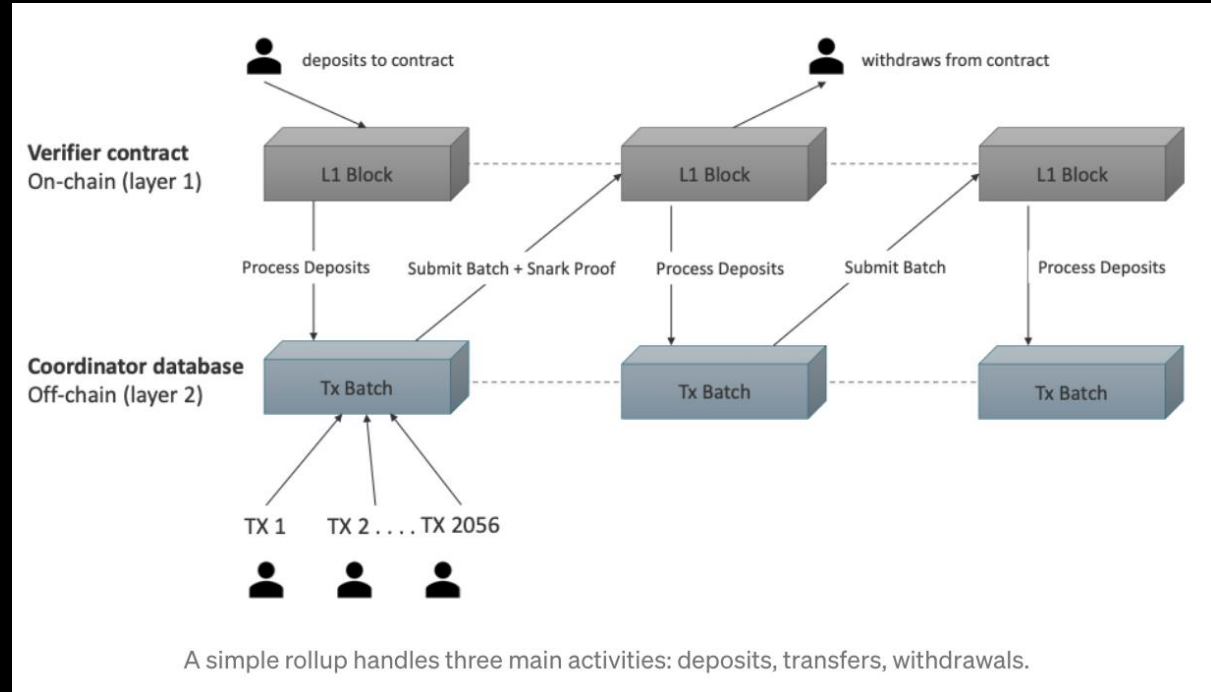 deposits to contract
withdraws from contract
Verifier contract
On-chain (layer 1)
L1 Block
L1 Block
L1 Block
Process Deposits
Submit Batch + Snark Proof
Process Deposits
Submit Batch
Process Deposits
Coordinator database
Off-chain (layer 2)
Tx Batch
Tx Batch
Tx Batch
TX 1
TX 2 . . . . TX 2056
A simple rollup handles three main activities: deposits, transfers, withdrawals.